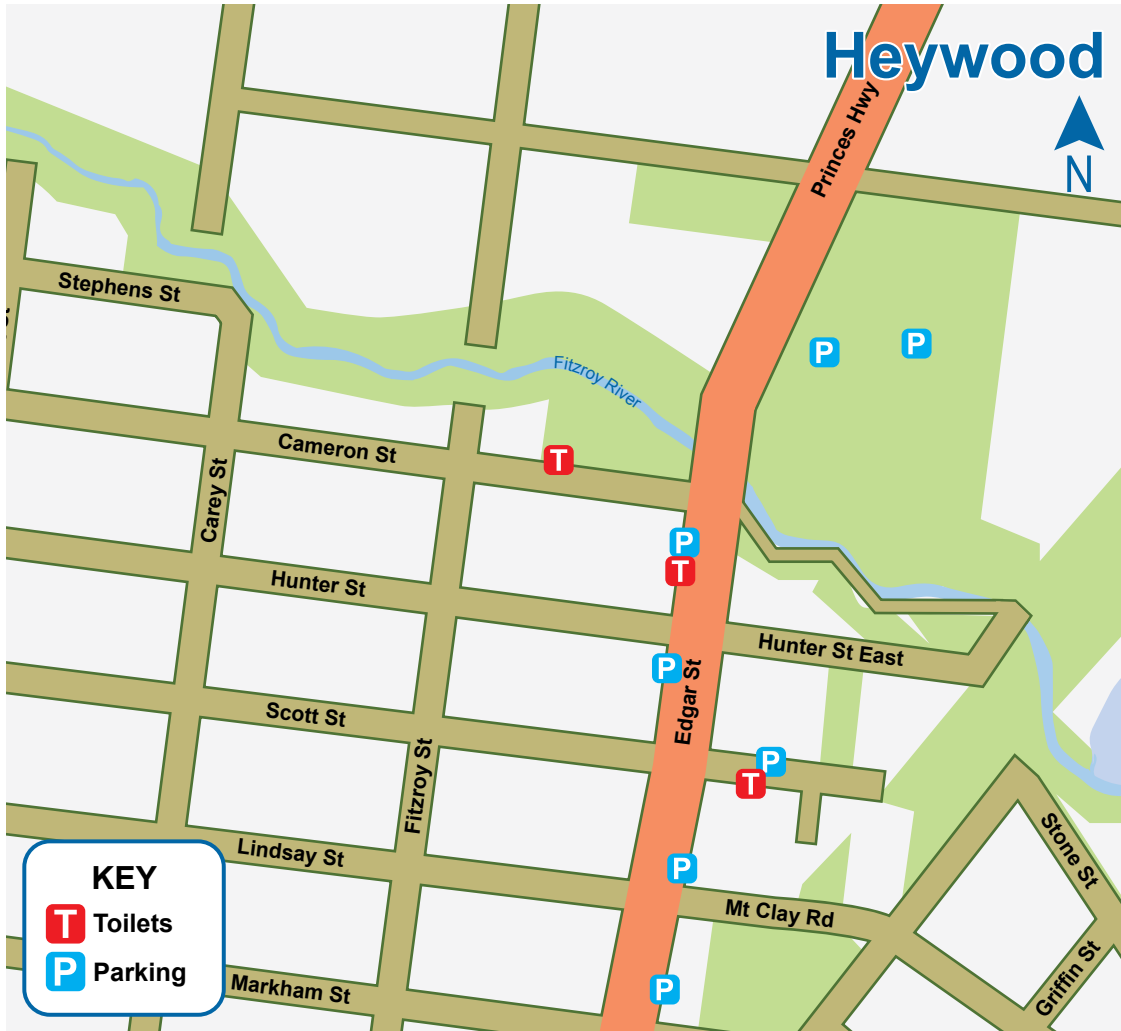 Heywood
N
Princes Hwy
Stephens St
Fitzroy River
P
P
Cameron St
T
Carey St
P
T
Hunter St
Hunter St East
P
Edgar St
Scott St
P
T
Fitzroy St
Stone St
Lindsay St
P
Mt Clay Rd
Griffin St
Markham St
P
KEY
T Toilets
P Parking